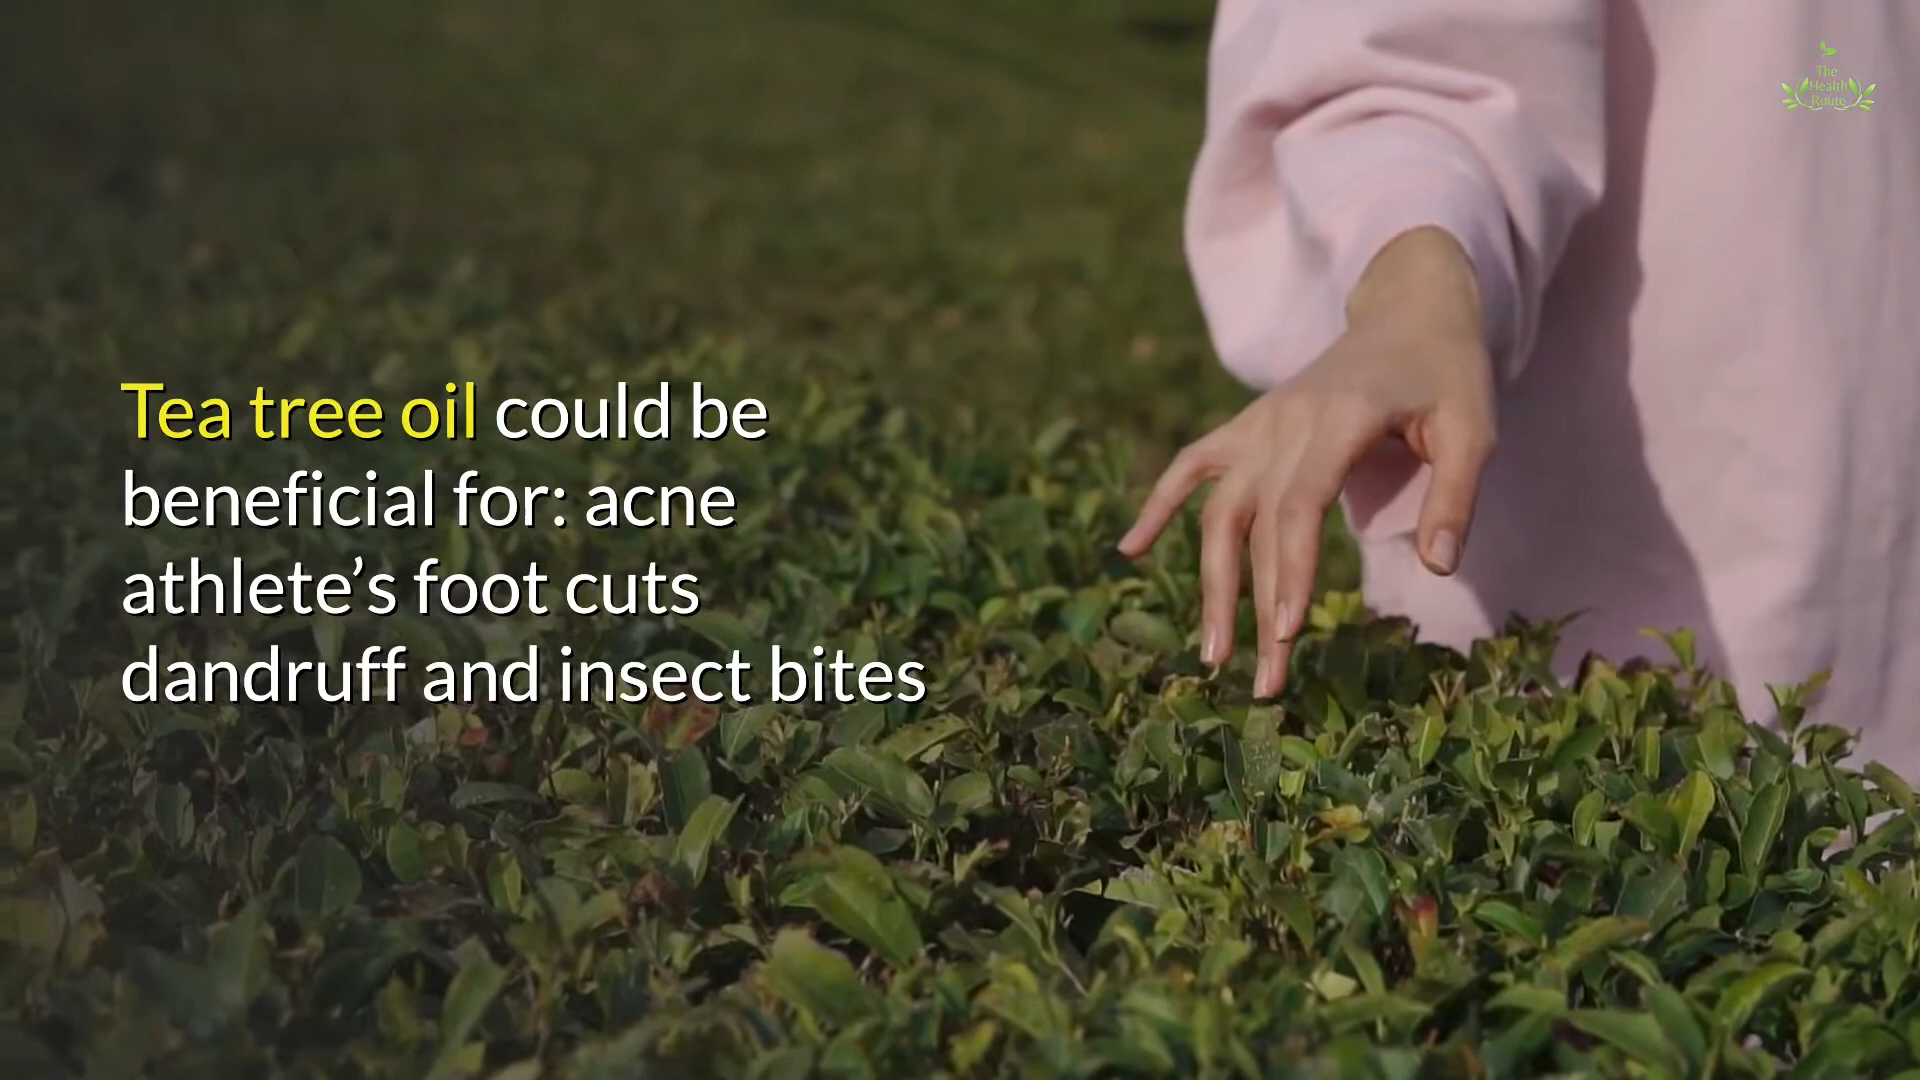 The
Health
Route
Tea tree oil could be
beneficial for: acne
athlete’s foot cuts
dandruff and insect bites